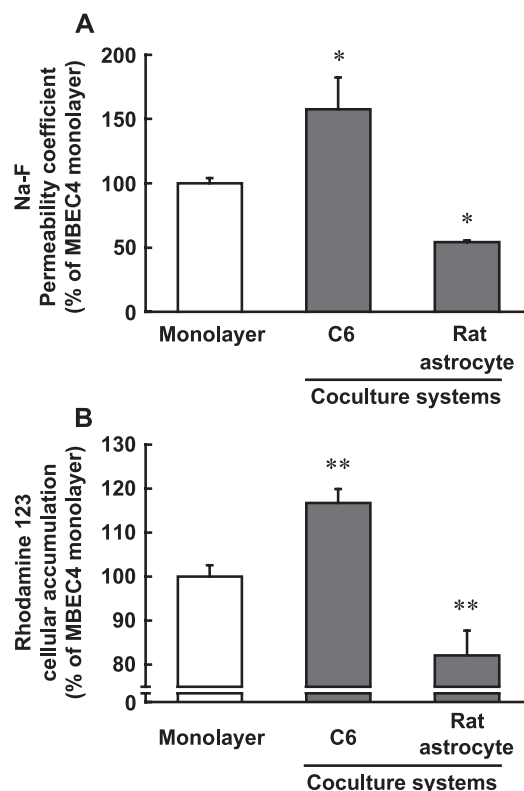 A
Na-F
Permeability coefficient
(% of MBEC4 monolayer)
200
150
100
50
0
*
*
Monolayer
C6
Rat
astrocyte
Coculture systems
B
Rhodamine 123
cellular accumulation
(% of MBEC4 monolayer)
130
120
110
100
90
80
0
**
**
Monolayer
C6
Rat
astrocyte
Coculture systems